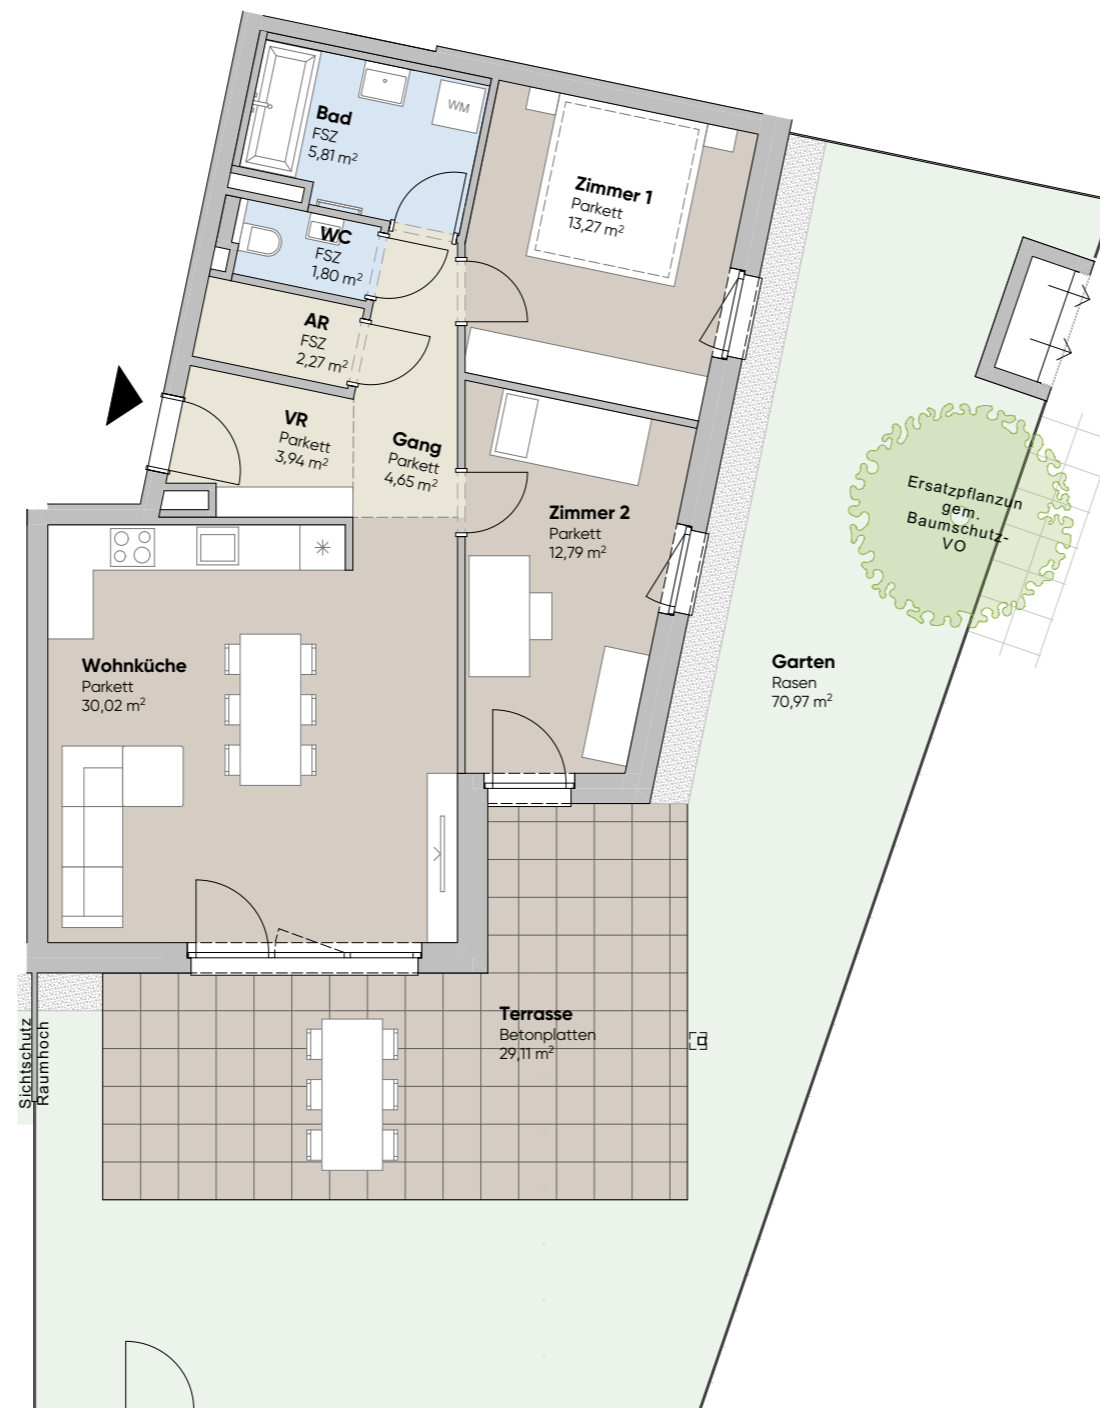 Bad
FSZ
5,81 m²
WM
Zimmer 1
Parkett
13,27 m²
WC
FSZ
1,80 m²
AR
FSZ
2,27 m²
VR
Parkett
3,94 m²
Gang
Parkett
4,65 m²
Zimmer 2
Parkett
12,79 m²
Ersatzpflanzun
gem.
Baumschutz-
VO
Wohnküche
Parkett
30,02 m²
Garten
Rasen
70,97 m²
Terrasse
Betonplatten
29,11 m²
Sichtschutz
Raumhoch